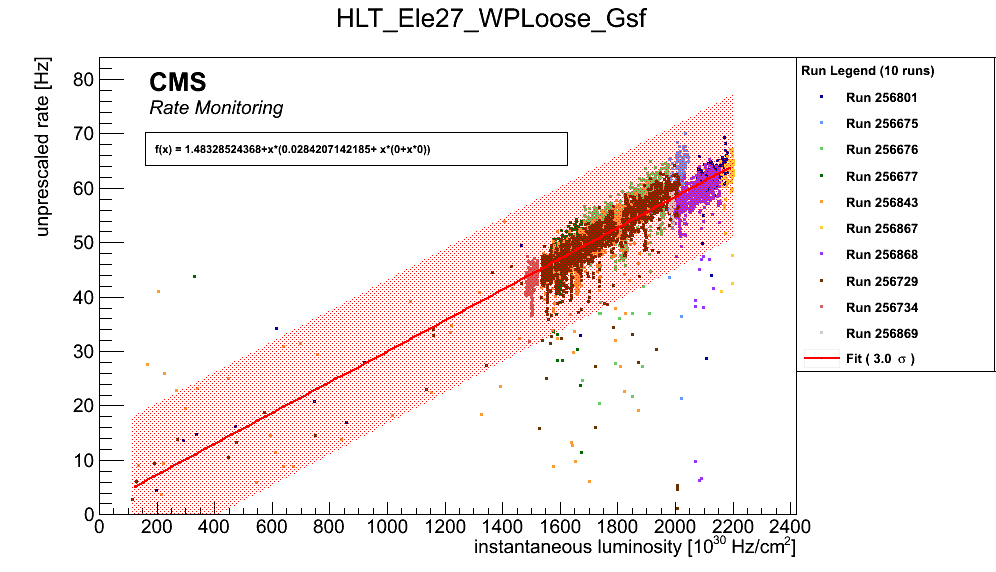 HLT_Ele27_WPLoose_Gsf
unprescaled rate [Hz]
CMS
Rate Monitoring
f(x) = 1.48328524368+x*(0.0284207142185+ x*(0+x*0))
80
70
60
50
40
30
20
10
0
0 200 400 600 800 1000 1200 1400 1600 1800 2000 2200 2400
instantaneous luminosity [10³⁰ Hz/cm²]
Run Legend (10 runs)
Run 256801
Run 256675
Run 256676
Run 256677
Run 256843
Run 256867
Run 256868
Run 256729
Run 256734
Run 256869
Fit ( 3.0 σ )